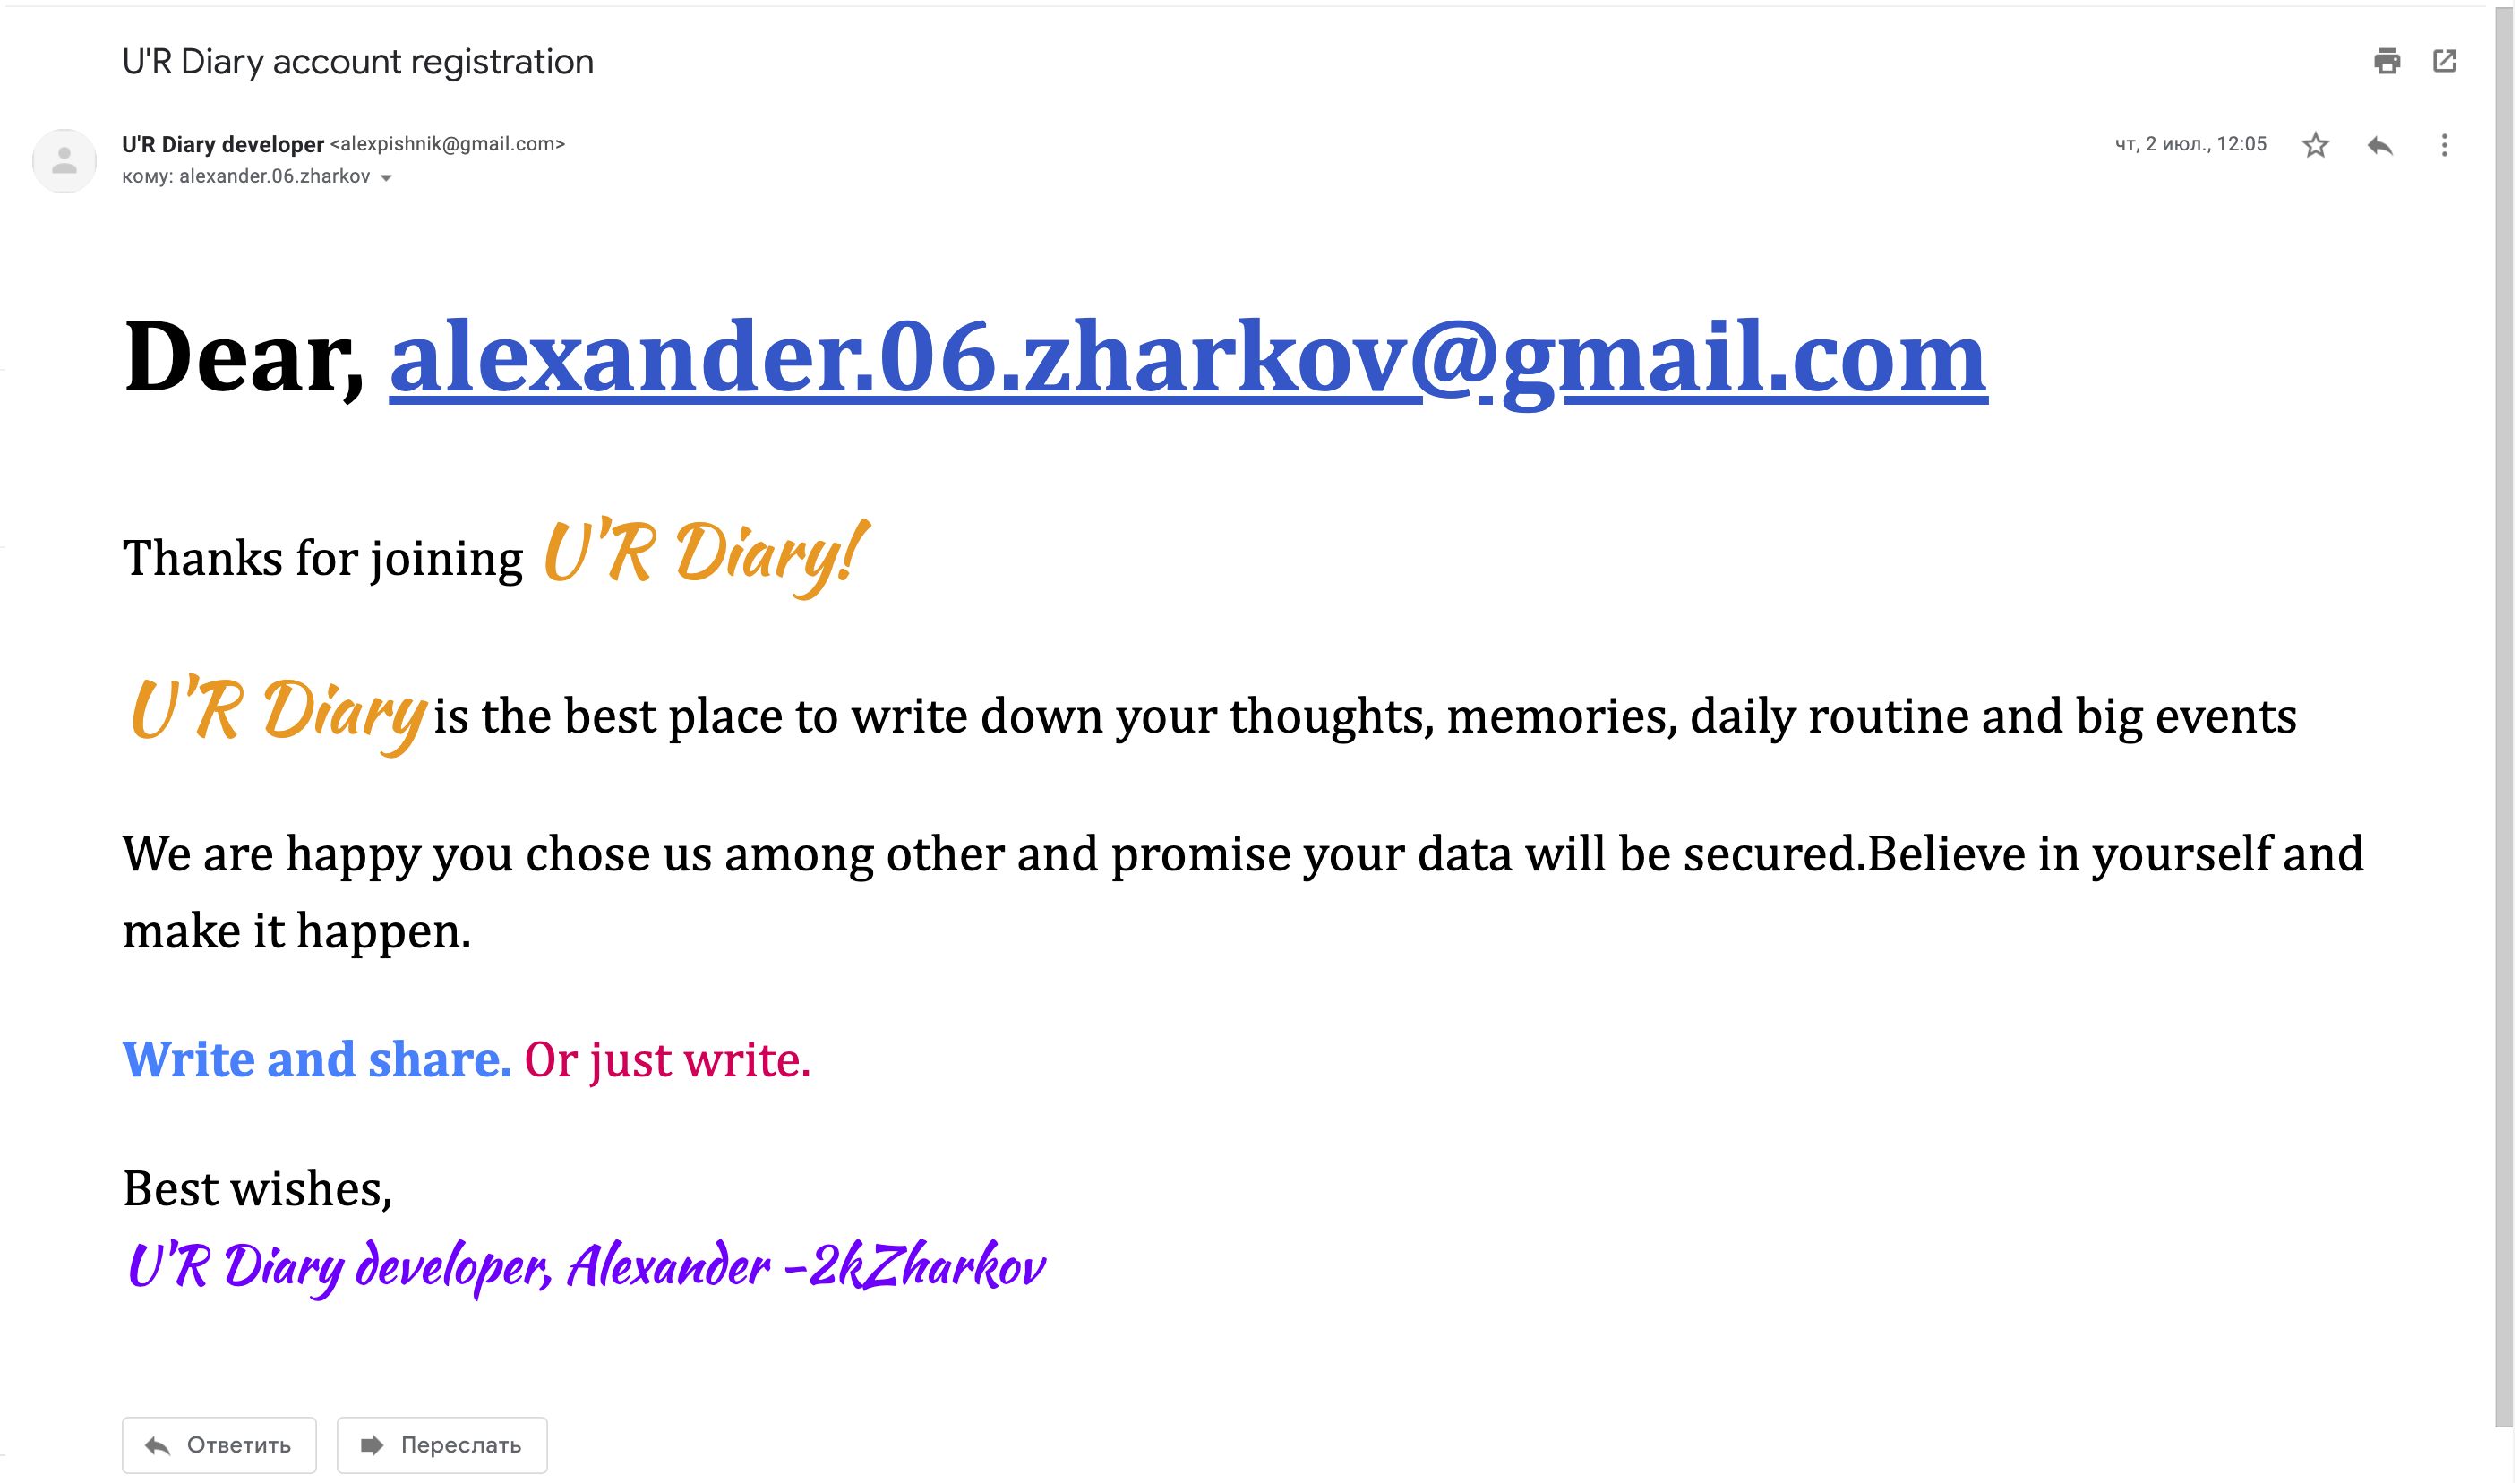 U'R Diary account registration
U'R Diary developer <alexpishnik@gmail.com>
чт, 2 июл., 12:05
кому: alexander.06.zharkov
Dear, alexander.06.zharkov@gmail.com
Thanks for joining U'R Diary!
U'R Diary is the best place to write down your thoughts, memories, daily routine and big events
We are happy you chose us among other and promise your data will be secured.Believe in yourself and
make it happen.
Write and share. Or just write.
Best wishes,
U'R Diary developer, Alexander -2kZharkov
Ответить
Переслать